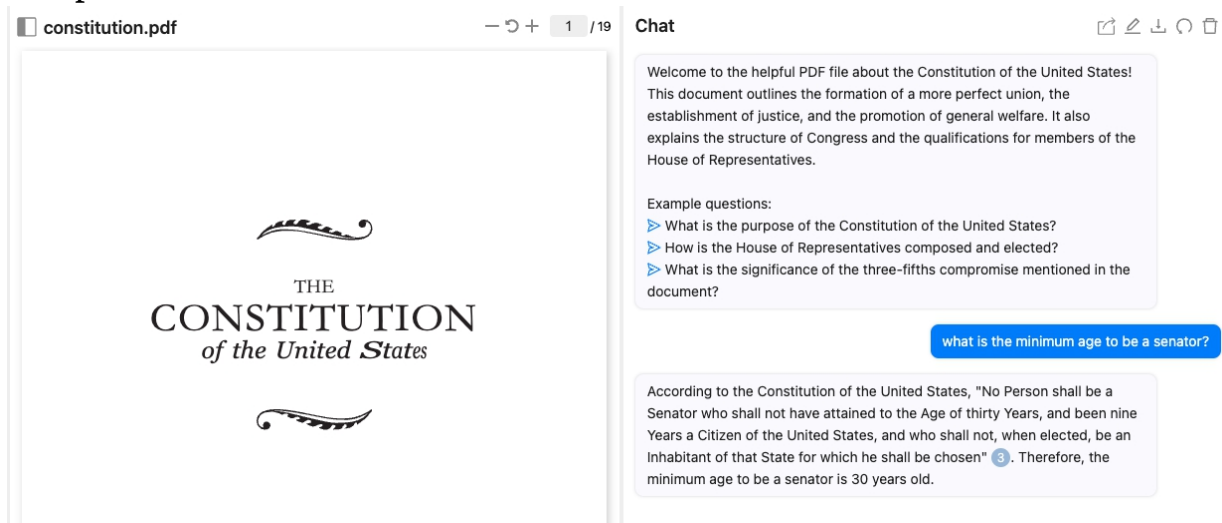 constitution.pdf
1 / 19
THE
CONSTITUTION
of the United States
Chat
Welcome to the helpful PDF file about the Constitution of the United States!
This document outlines the formation of a more perfect union, the
establishment of justice, and the promotion of general welfare. It also
explains the structure of Congress and the qualifications for members of the
House of Representatives.
Example questions:
What is the purpose of the Constitution of the United States?
How is the House of Representatives composed and elected?
What is the significance of the three-fifths compromise mentioned in the
document?
what is the minimum age to be a senator?
According to the Constitution of the United States, "No Person shall be a
Senator who shall not have attained to the Age of thirty Years, and been nine
Years a Citizen of the United States, and who shall not, when elected, be an
Inhabitant of that State for which he shall be chosen" 3. Therefore, the
minimum age to be a senator is 30 years old.